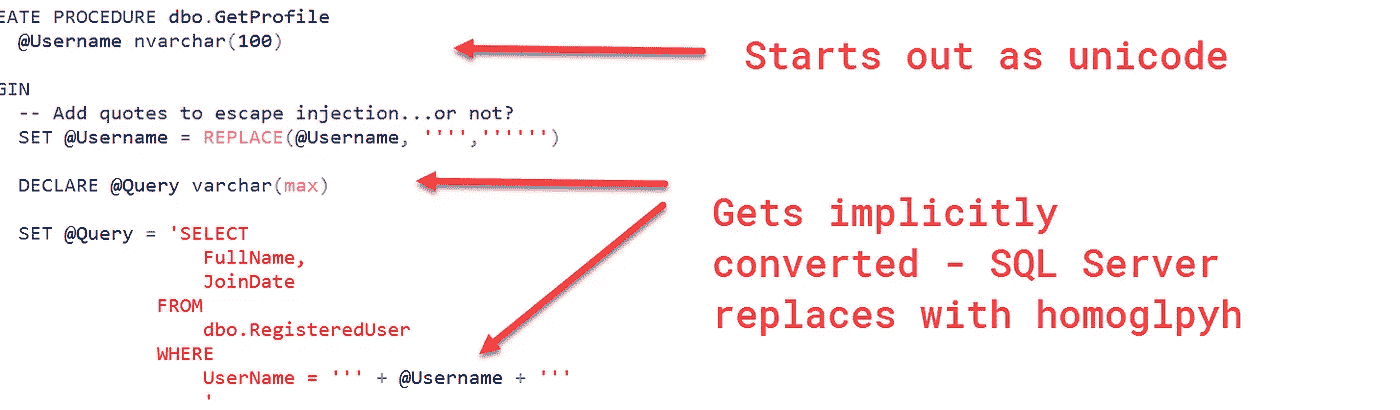 EATE PROCEDURE dbo.GetProfile
@Username nvarchar(100)
Starts out as unicode
GIN
-- Add quotes to escape injection...or not?
SET @Username = REPLACE(@Username, '''','''''')
DECLARE @Query varchar(max)
Gets implicitly
converted - SQL Server
replaces with homoglpyh
SET @Query = 'SELECT
FullName,
JoinDate
FROM
dbo.RegisteredUser
WHERE
UserName = ''' + @Username + '''
'